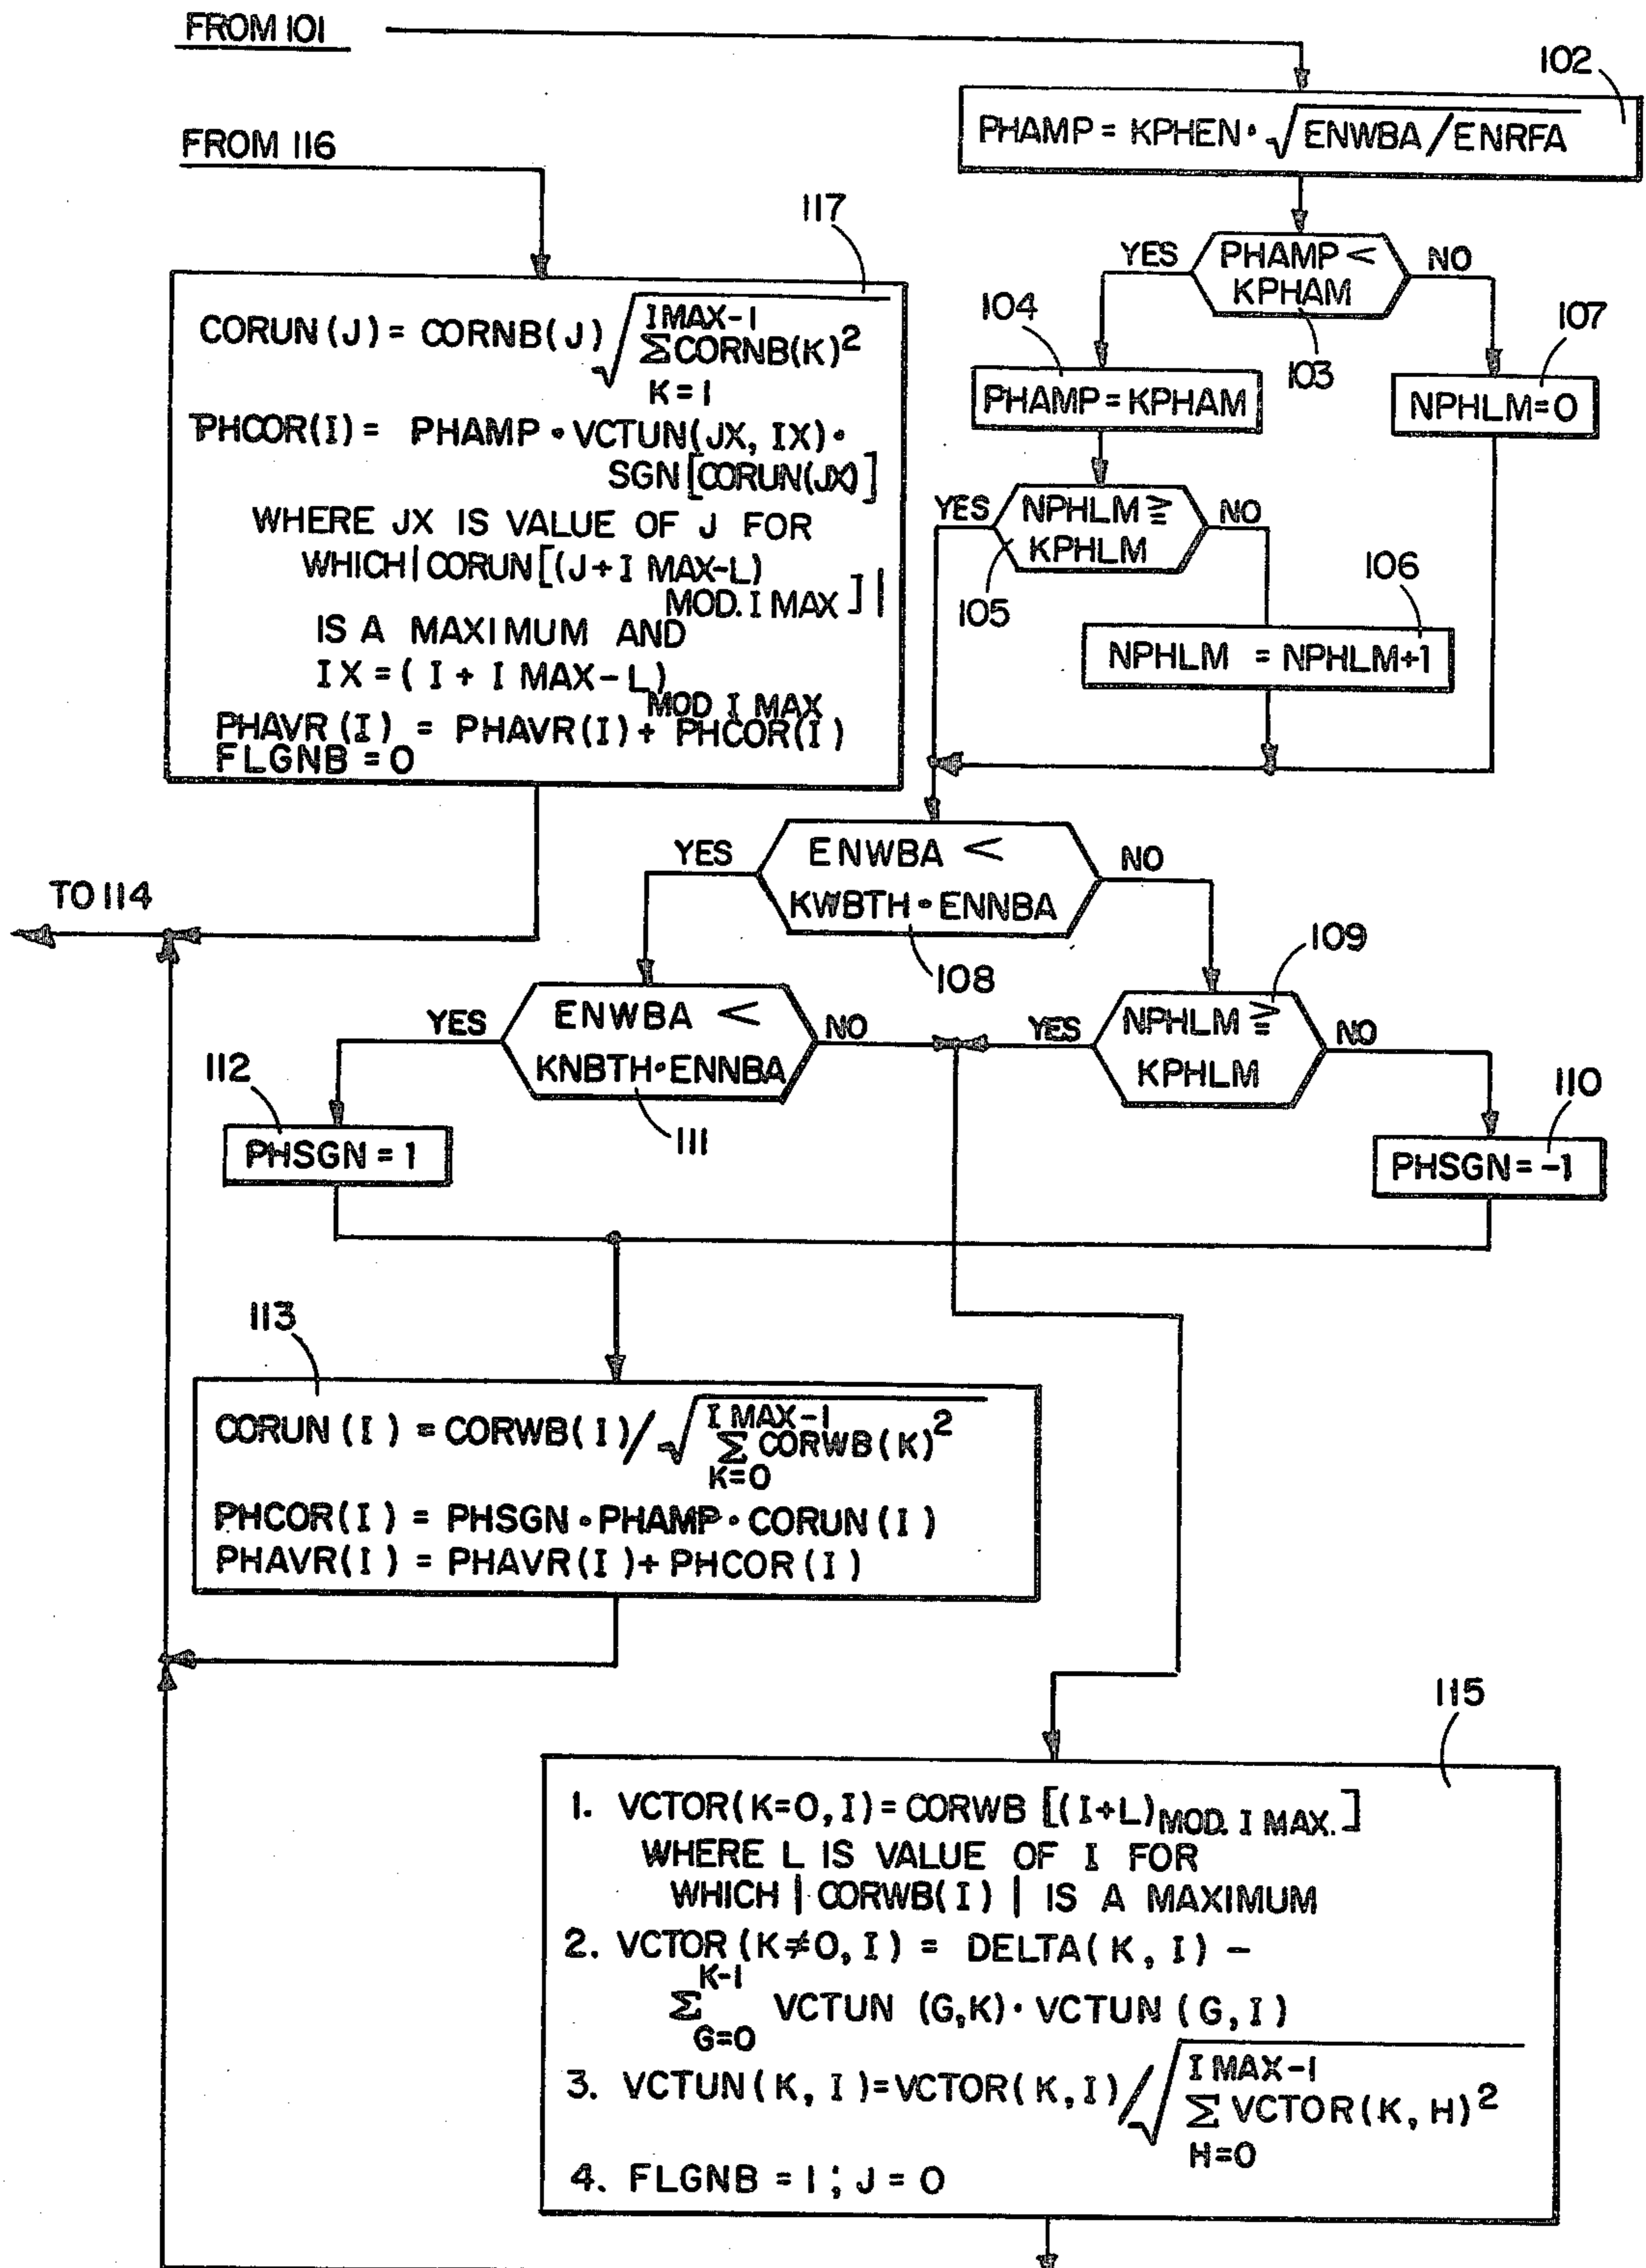 FROM 101
102
PHAMP = KPHEN • √ENWBA / ENRFA
FROM 116
117
CORUN (J) = CORNB(J) √ I MAX-1 Σ CORNB(K)² K = 1
PHCOR(I) = PHAMP • VCTUN(JX, IX) •
SGN [CORUN(JX)]
WHERE JX IS VALUE OF J FOR
WHICH | CORUN [(J + I MAX-L)
MOD. I MAX ] |
IS A MAXIMUM AND
IX = ( I + I MAX - L )
MOD I MAX
PHAVR (I) = PHAVR(I) + PHCOR(I)
FLGNB = 0
YES
PHAMP <
KPHAM
NO
103
104
PHAMP = KPHAM
107
NPHLM = 0
YES
NPHLM ≧
KPHLM
NO
105
106
NPHLM = NPHLM+1
TO 114
YES
ENWBA <
KWBTH • ENNBA
NO
108
109
YES
ENWBA <
KNBTH • ENNBA
NO
111
YES
NPHLM ≧
KPHLM
NO
112
PHSGN = 1
110
PHSGN = -1
113
CORUN (I) = CORWB(I) / √ I MAX-1 Σ CORWB(K)² K=0
PHCOR(I) = PHSGN • PHAMP • CORUN (I)
PHAVR(I) = PHAVR(I) + PHCOR (I)
115
1. VCTOR(K=0, I) = CORWB [(I+L) MOD. I MAX. ]
WHERE L IS VALUE OF I FOR
WHICH | CORWB(I) | IS A MAXIMUM
2. VCTOR (K≠0, I) = DELTA(K, I) -
K-1 Σ G=0 VCTUN (G,K) • VCTUN (G, I)
3. VCTUN(K, I) = VCTOR(K, I) / √ I MAX-1 Σ VCTOR(K, H)² H=0
4. FLGNB = 1 ; J = 0